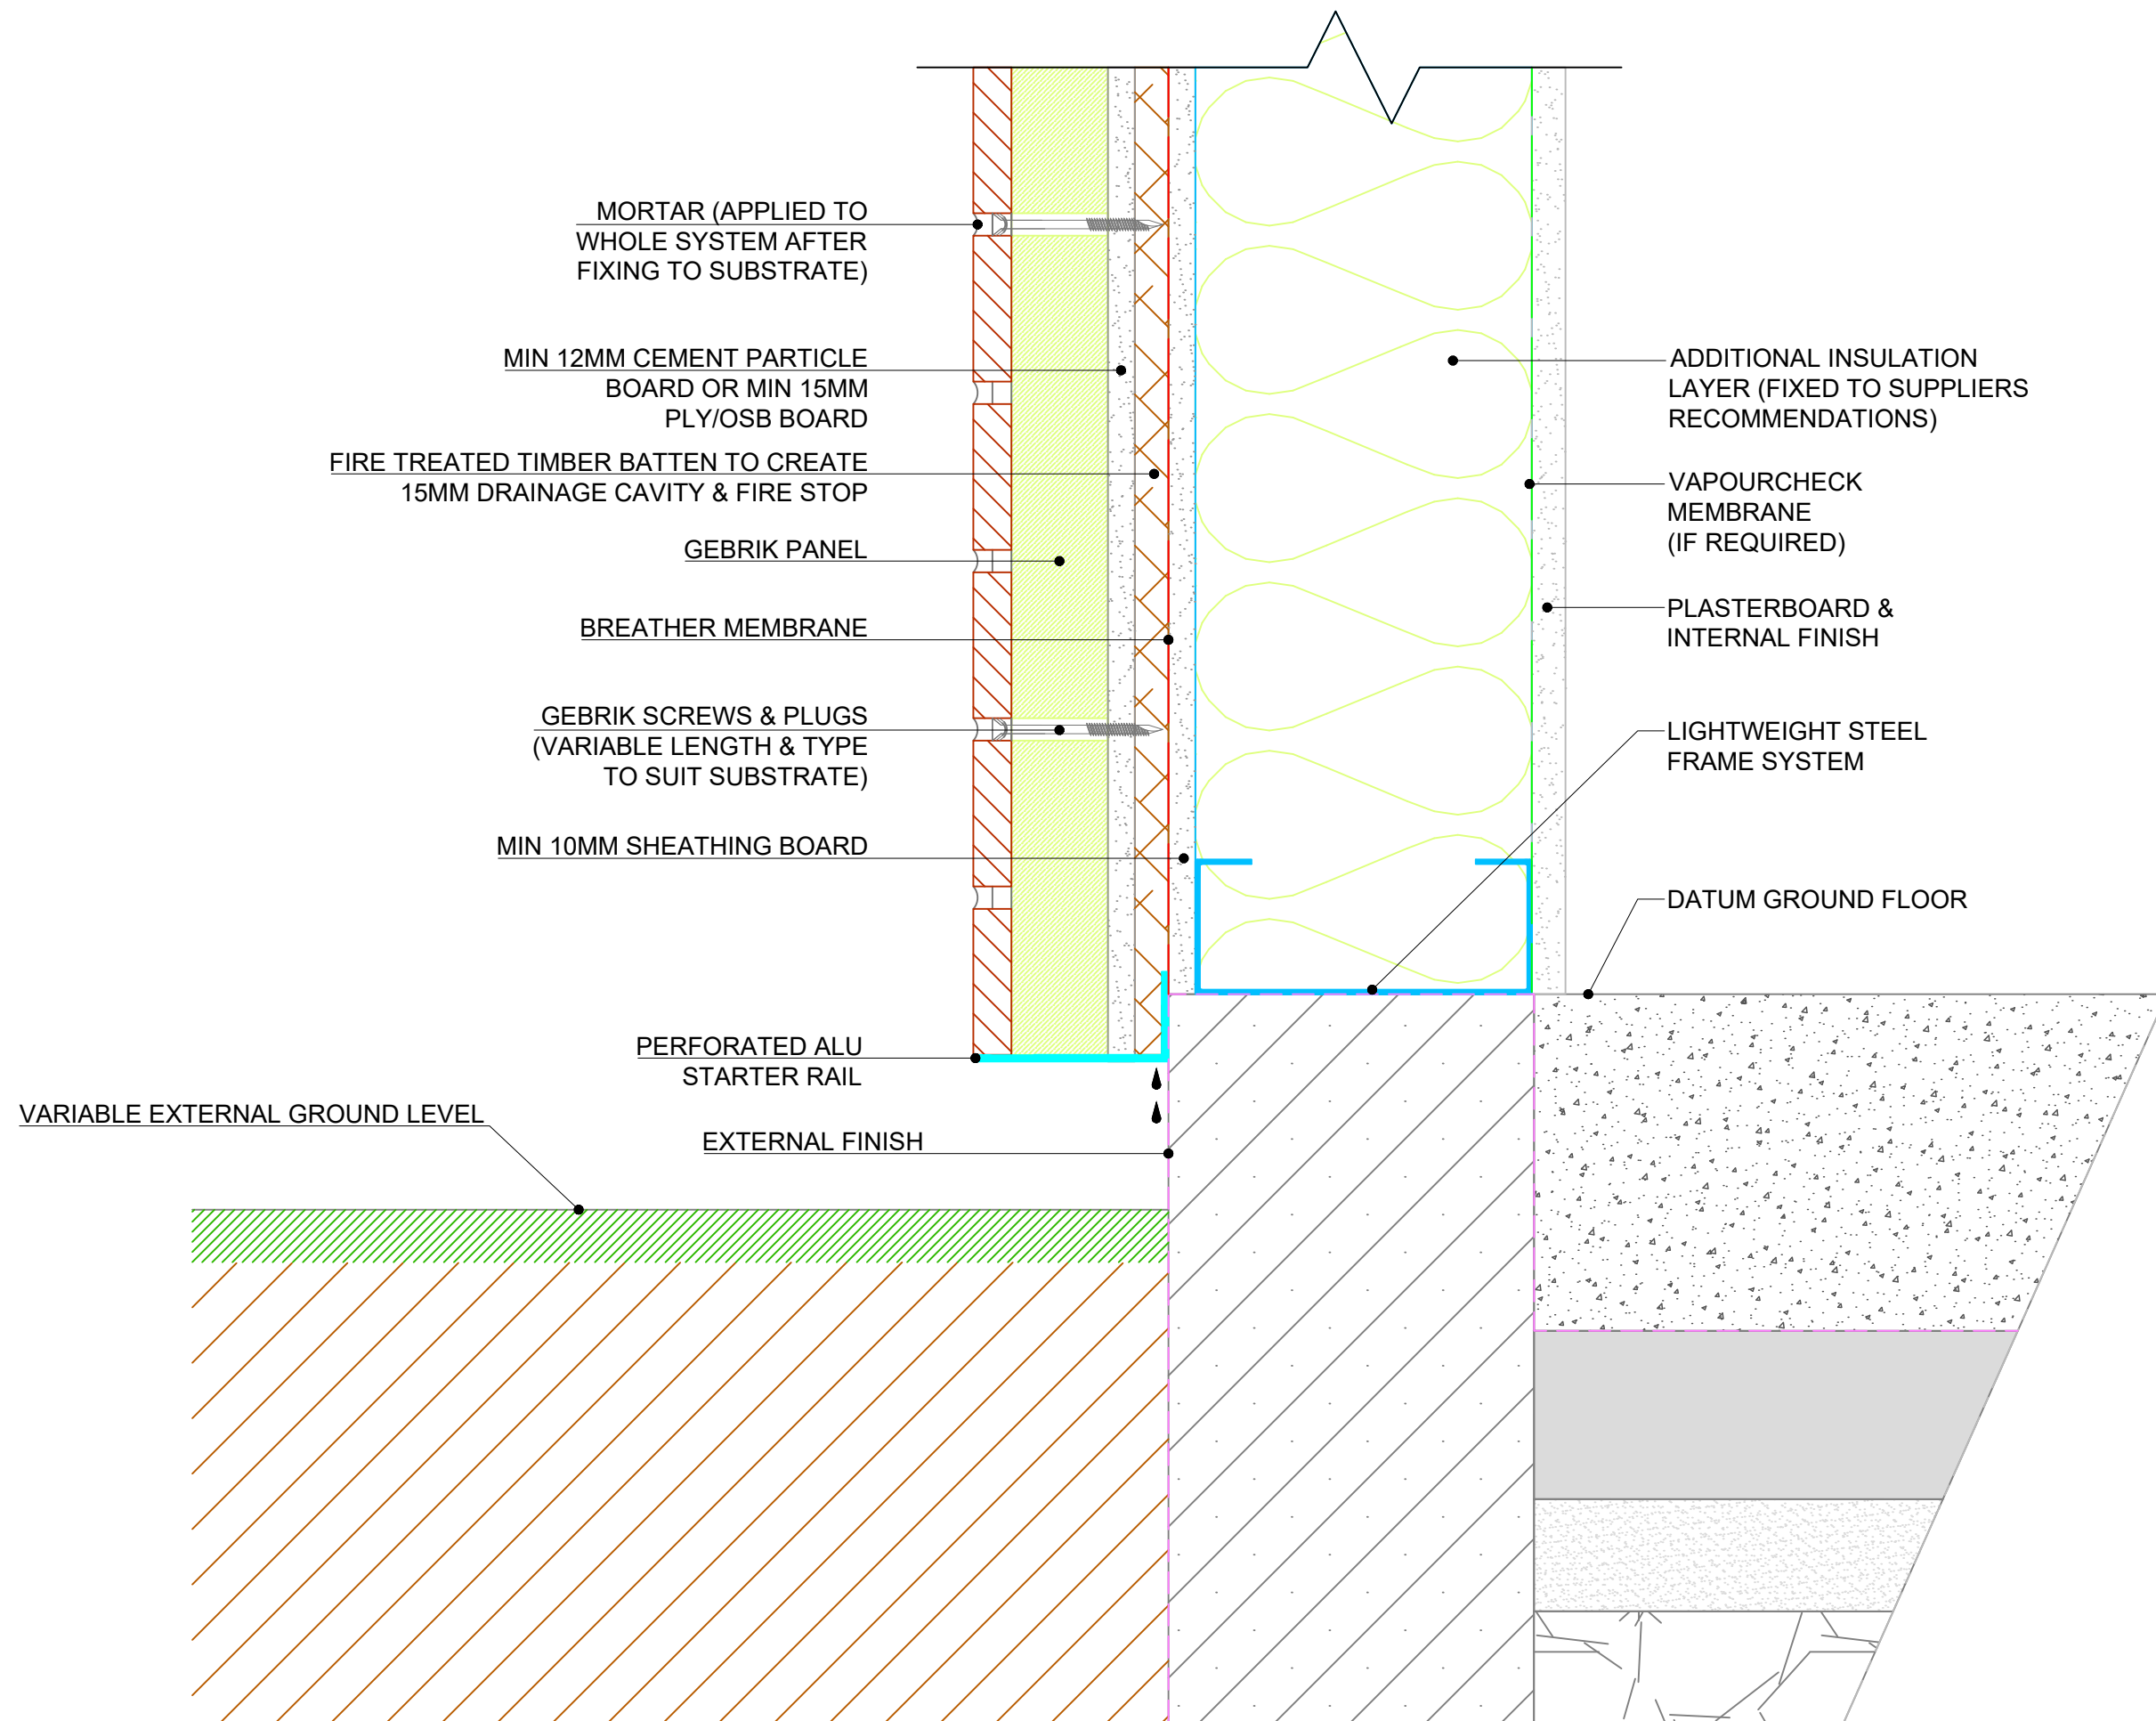 MORTAR (APPLIED TO
WHOLE SYSTEM AFTER
FIXING TO SUBSTRATE)
MIN 12MM CEMENT PARTICLE
BOARD OR MIN 15MM
PLY/OSB BOARD
FIRE TREATED TIMBER BATTEN TO CREATE
15MM DRAINAGE CAVITY & FIRE STOP
GEBRIK PANEL
BREATHER MEMBRANE
GEBRIK SCREWS & PLUGS
(VARIABLE LENGTH & TYPE
TO SUIT SUBSTRATE)
MIN 10MM SHEATHING BOARD
PERFORATED ALU
STARTER RAIL
VARIABLE EXTERNAL GROUND LEVEL
EXTERNAL FINISH
ADDITIONAL INSULATION
LAYER (FIXED TO SUPPLIERS
RECOMMENDATIONS)
VAPOURCHECK
MEMBRANE
(IF REQUIRED)
PLASTERBOARD &
INTERNAL FINISH
LIGHTWEIGHT STEEL
FRAME SYSTEM
DATUM GROUND FLOOR